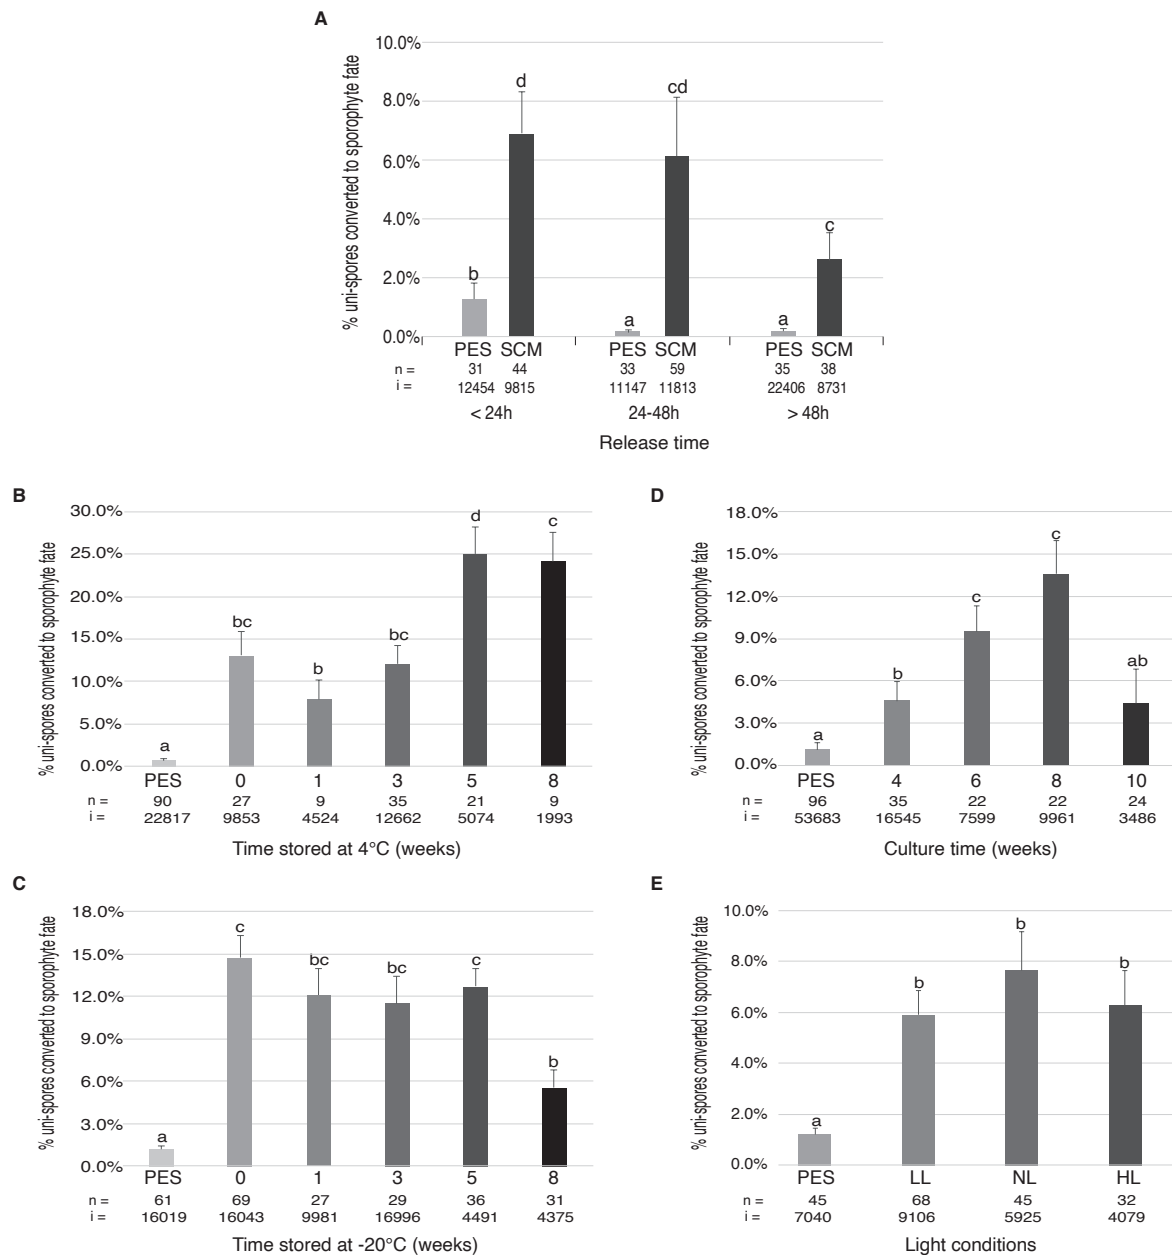 A
% uni-spores converted to sporophyte fate
10.0%
8.0%
6.0%
4.0%
2.0%
0.0%
b
d
a
cd
a
c
PES SCM PES SCM PES SCM
n = 31 44 33 59 35 38
i = 12454 9815 11147 11813 22406 8731
< 24h 24-48h > 48h
Release time
B
% uni-spores converted to sporophyte fate
30.0%
25.0%
20.0%
15.0%
10.0%
5.0%
0.0%
a bc b bc d c
PES 0 1 3 5 8
n = 90 27 9 35 21 9
i = 22817 9853 4524 12662 5074 1993
Time stored at 4°C (weeks)
C
% uni-spores converted to sporophyte fate
18.0%
15.0%
12.0%
9.0%
6.0%
3.0%
0.0%
a c bc bc c b
PES 0 1 3 5 8
n = 61 69 27 29 36 31
i = 16019 16043 9981 16996 4491 4375
Time stored at -20°C (weeks)
D
% uni-spores converted to sporophyte fate
18.0%
15.0%
12.0%
9.0%
6.0%
3.0%
0.0%
a b c c ab
PES 4 6 8 10
n = 96 35 22 22 24
i = 53683 16545 7599 9961 3486
Culture time (weeks)
E
% uni-spores converted to sporophyte fate
10.0%
8.0%
6.0%
4.0%
2.0%
0.0%
a b b b
PES LL NL HL
n = 45 68 45 32
i = 7040 9106 5925 4079
Light conditions